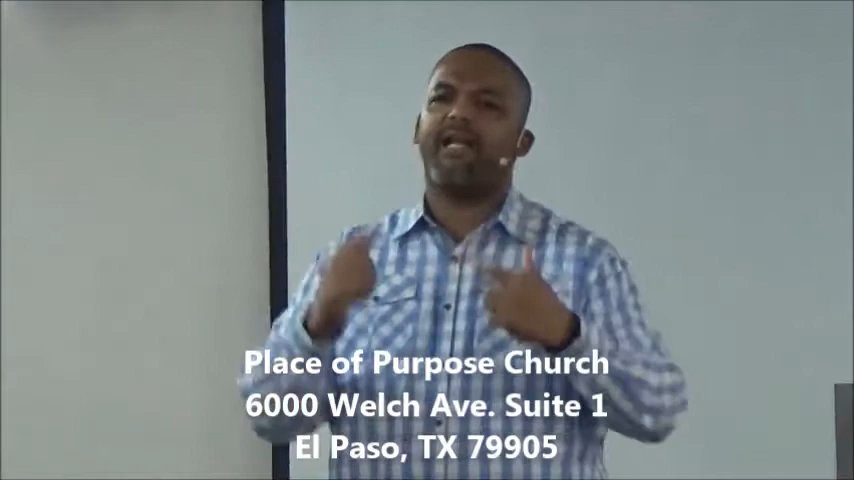 Place of Purpose Church
6000 Welch Ave. Suite 1
El Paso, TX 79905